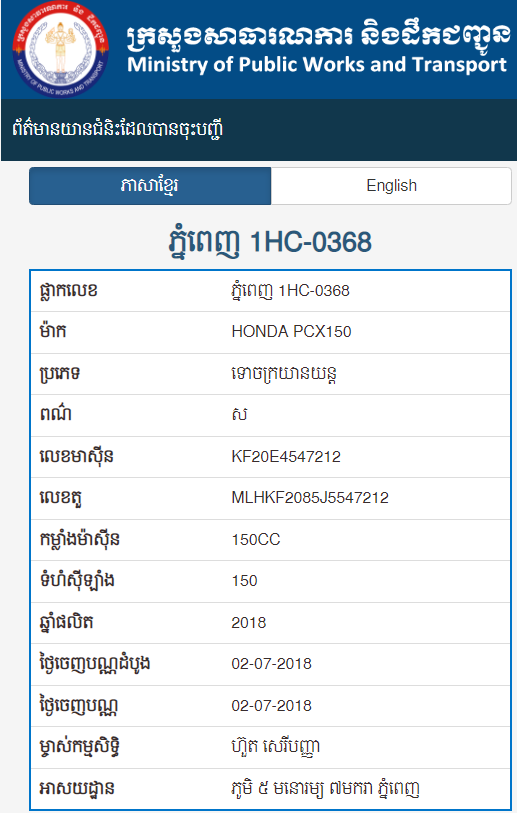 ក្រសួងសាធារណការ និងដឹកជញ្ជូន
MINISTRY OF PUBLIC WORKS AND TRANSPORT
Ministry of Public Works and Transport
ព័ត៌មានយានជំនិះដែលបានចុះបញ្ជី
ភាសាខ្មែរ English
ភ្នំពេញ 1HC-0368
ផ្លាកលេខ ភ្នំពេញ 1HC-0368
ម៉ាក HONDA PCX150
ប្រភេទ ទោចក្រយានយន្ត
ពណ៌ ស
លេខមាស៊ីន KF20E4547212
លេខតួ MLHKF2085J5547212
កម្លាំងម៉ាស៊ីន 150CC
ទំហំស៊ីឡាំង 150
ឆ្នាំផលិត 2018
ថ្ងៃចេញបណ្ណដំបូង 02-07-2018
ថ្ងៃចេញបណ្ណ 02-07-2018
ម្ចាស់កម្មសិទ្ធិ ហ៊ួត សេរីបញ្ញា
អាសយដ្ឋាន ភូមិ ៥ មនោរម្យ ៧មករា ភ្នំពេញ